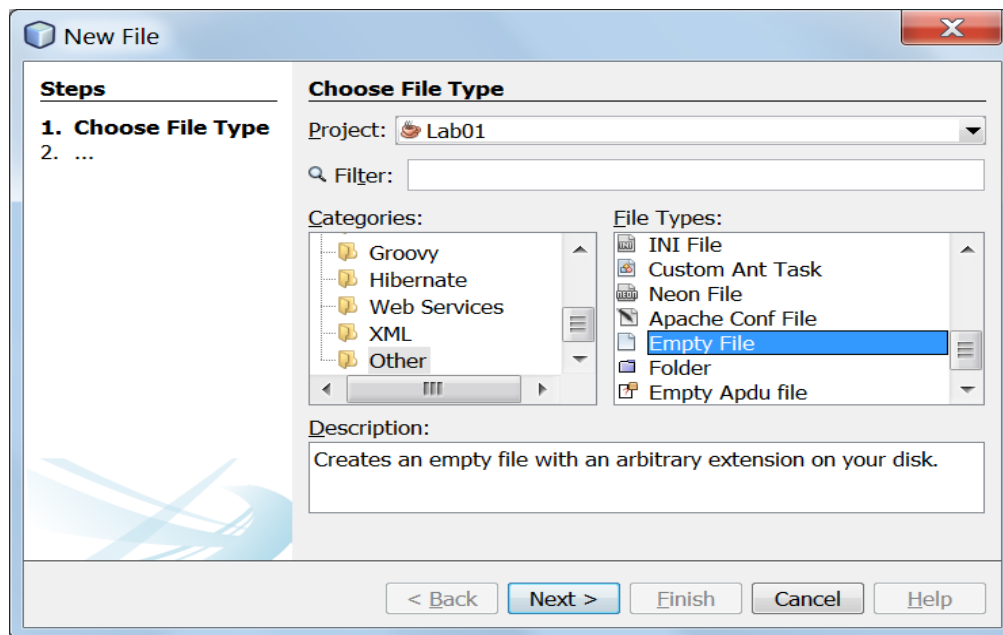 New File
Steps
1. Choose File Type
2. ...
Choose File Type
Project: Lab01
Filter:
Categories:
Groovy
Hibernate
Web Services
XML
Other
File Types:
INI File
Custom Ant Task
Neon File
Apache Conf File
Empty File
Folder
Empty Apdu file
Description:
Creates an empty file with an arbitrary extension on your disk.
< Back Next > Finish Cancel Help